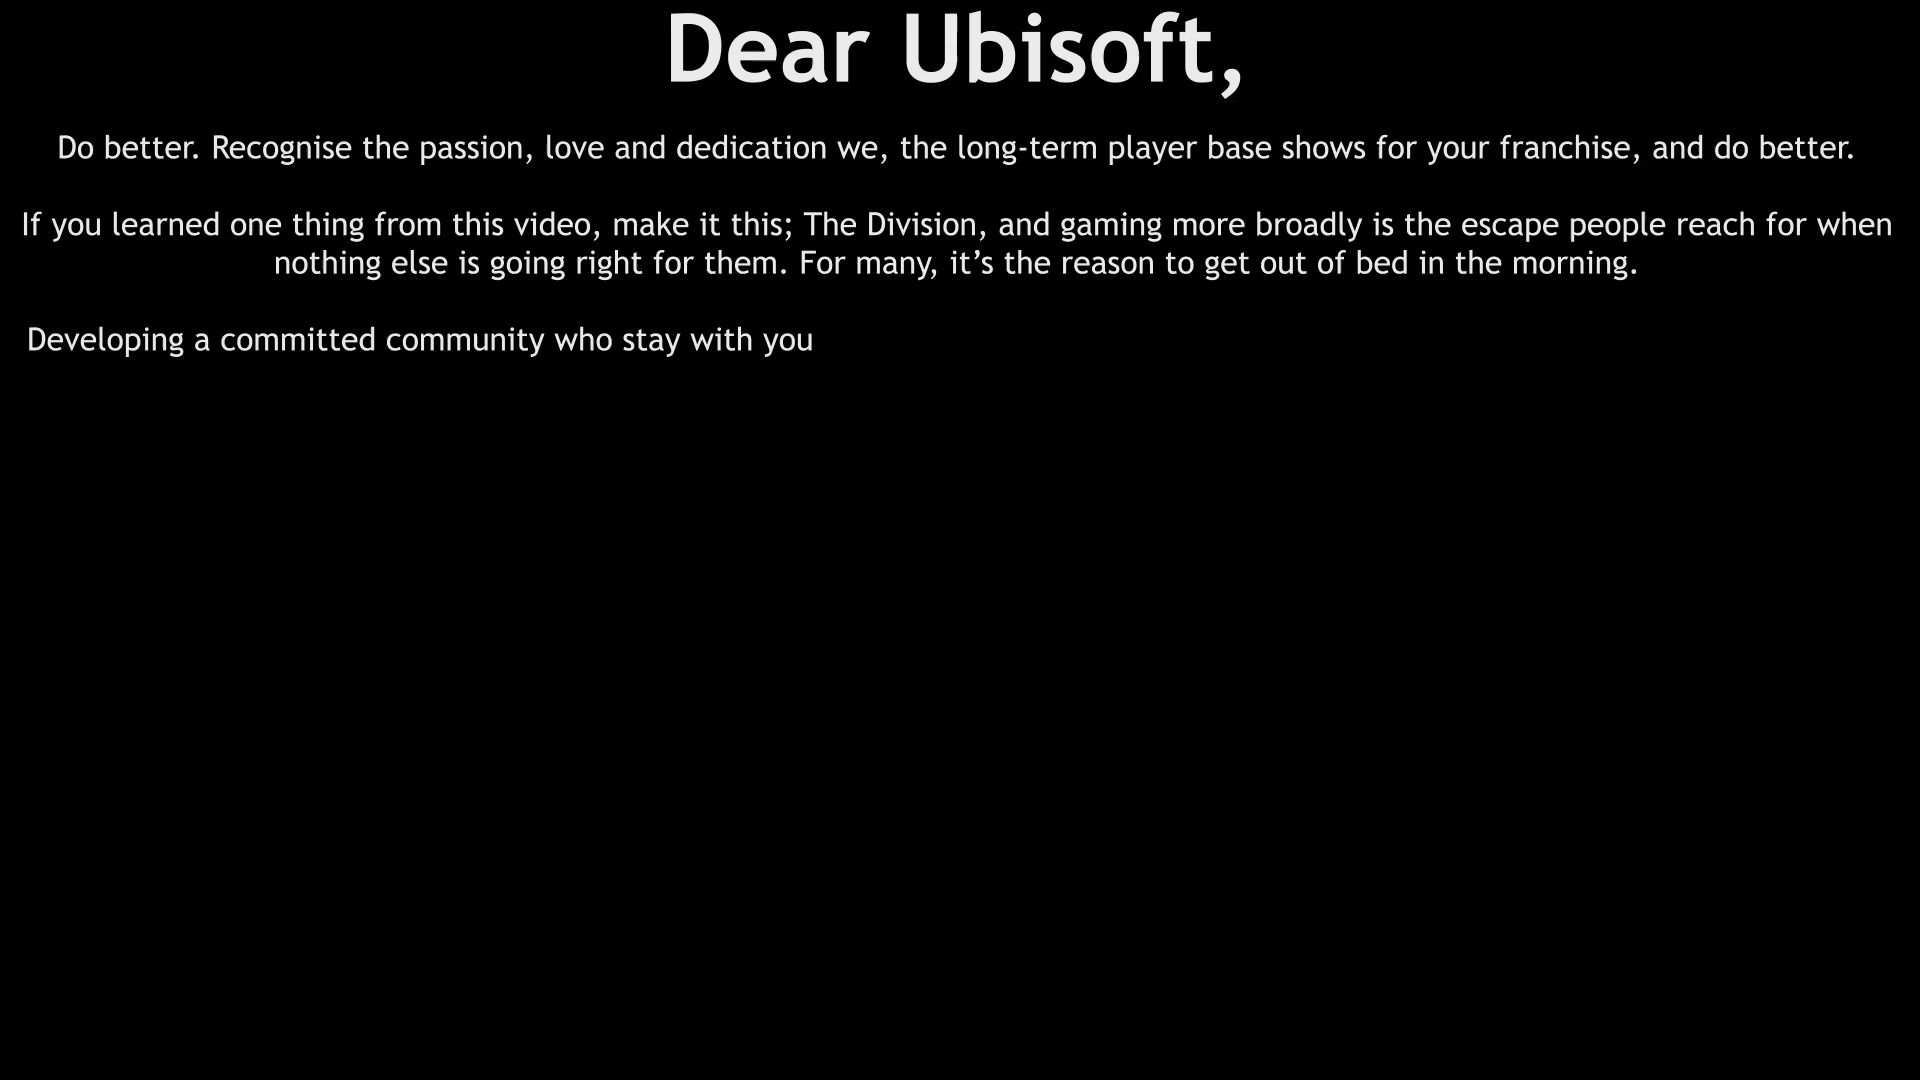 Dear Ubisoft,
Do better. Recognise the passion, love and dedication we, the long-term player base shows for your franchise, and do better.
If you learned one thing from this video, make it this; The Division, and gaming more broadly is the escape people reach for when
nothing else is going right for them. For many, it’s the reason to get out of bed in the morning.
Developing a committed community who stay with you